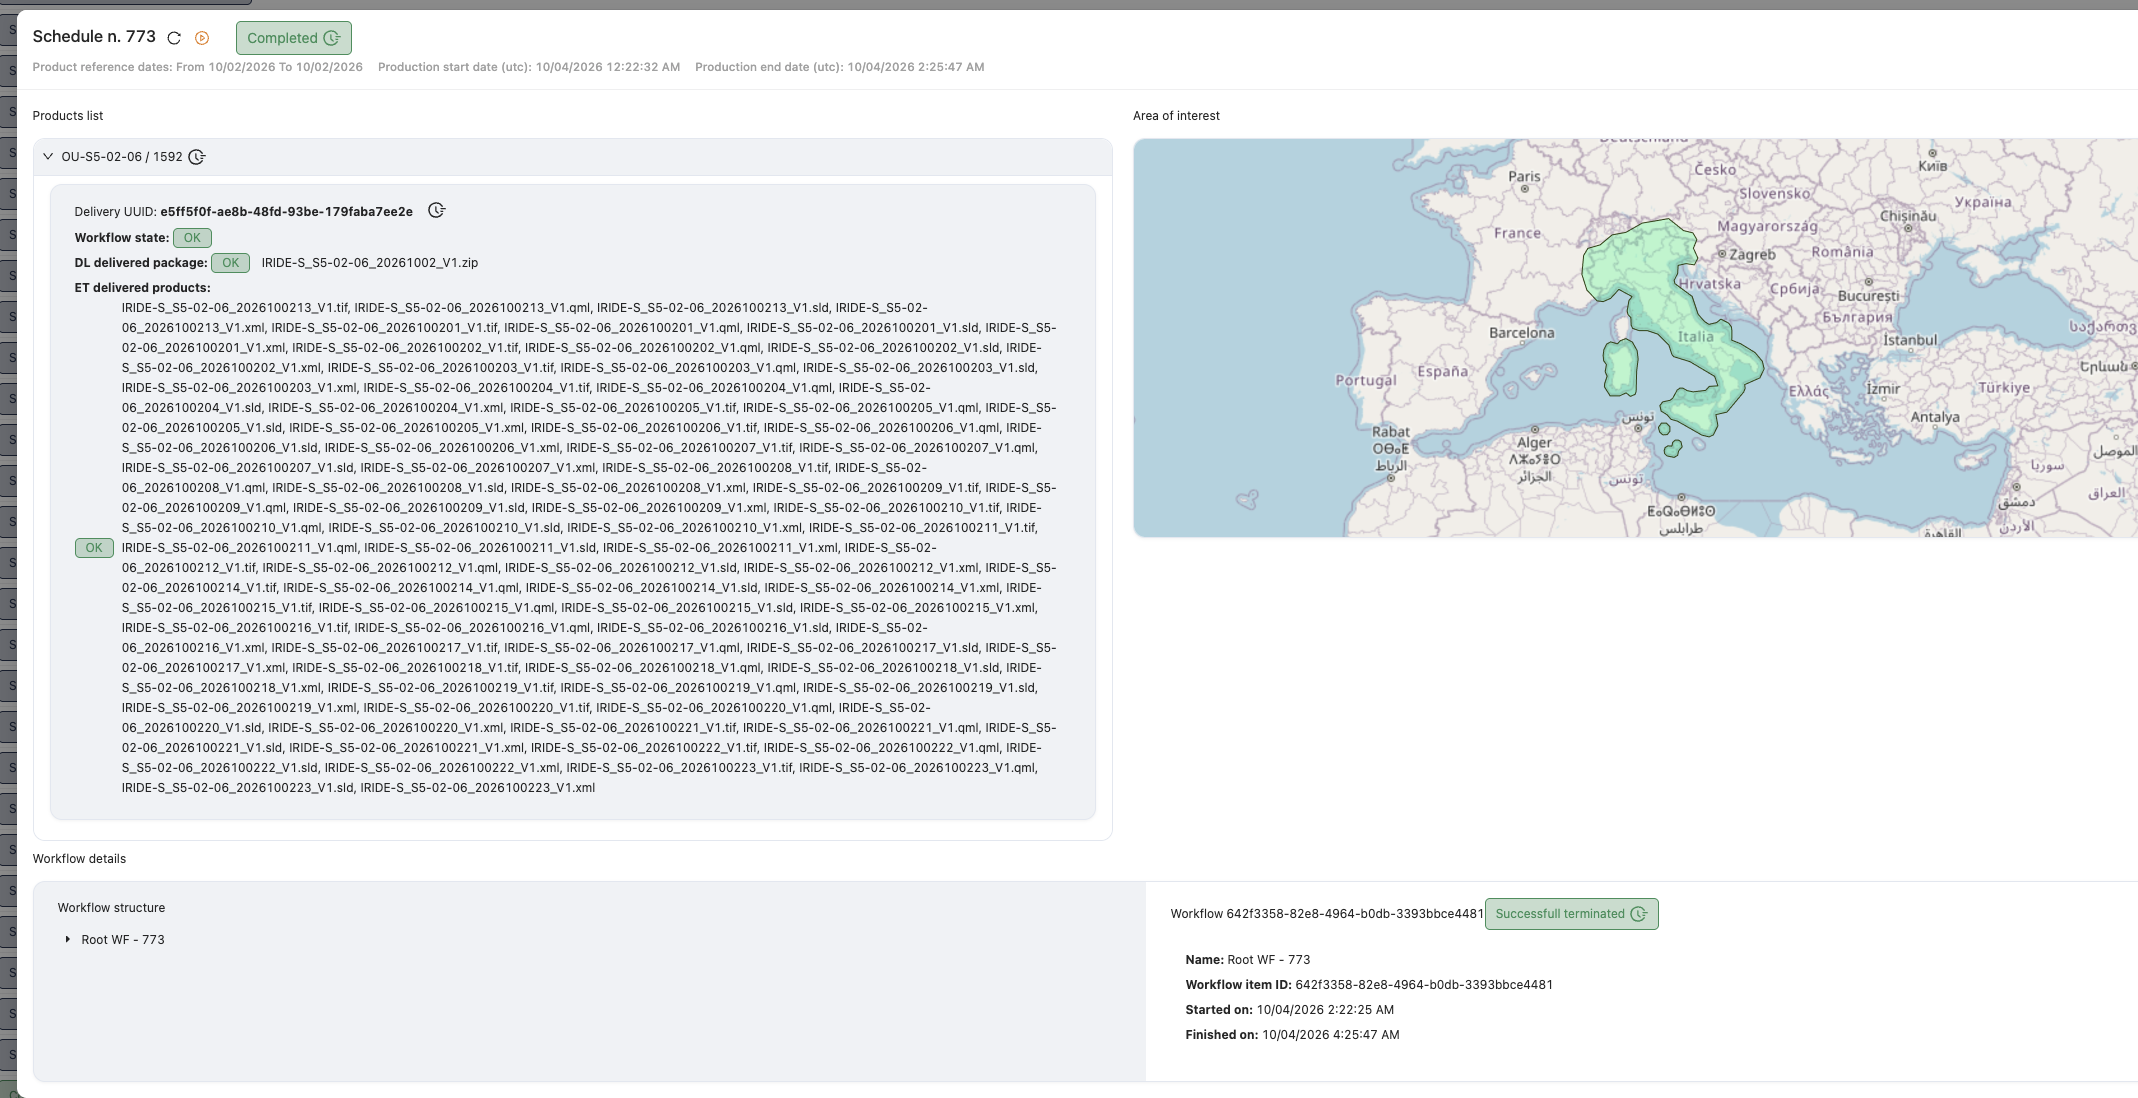 Schedule n. 773
Completed
Product reference dates: From 10/02/2026 To 10/02/2026 Production start date (utc): 10/04/2026 12:22:32 AM Production end date (utc): 10/04/2026 2:25:47 AM
Products list
OU-S5-02-06 / 1592
Delivery UUID: e5ff5f0f-ae8b-48fd-93be-179faba7ee2e
Workflow state: OK
DL delivered package: OK IRIDE-S_S5-02-06_20261002_V1.zip
ET delivered products:
OK
IRIDE-S_S5-02-06_2026100213_V1.tif, IRIDE-S_S5-02-06_2026100213_V1.qml, IRIDE-S_S5-02-06_2026100213_V1.sld, IRIDE-S_S5-02-
06_2026100213_V1.xml, IRIDE-S_S5-02-06_2026100201_V1.tif, IRIDE-S_S5-02-06_2026100201_V1.qml, IRIDE-S_S5-02-06_2026100201_V1.sld, IRIDE-S_S5-
02-06_2026100201_V1.xml, IRIDE-S_S5-02-06_2026100202_V1.tif, IRIDE-S_S5-02-06_2026100202_V1.qml, IRIDE-S_S5-02-06_2026100202_V1.sld, IRIDE-
S_S5-02-06_2026100202_V1.xml, IRIDE-S_S5-02-06_2026100203_V1.tif, IRIDE-S_S5-02-06_2026100203_V1.qml, IRIDE-S_S5-02-06_2026100203_V1.sld,
IRIDE-S_S5-02-06_2026100203_V1.xml, IRIDE-S_S5-02-06_2026100204_V1.tif, IRIDE-S_S5-02-06_2026100204_V1.qml, IRIDE-S_S5-02-
06_2026100204_V1.sld, IRIDE-S_S5-02-06_2026100204_V1.xml, IRIDE-S_S5-02-06_2026100205_V1.tif, IRIDE-S_S5-02-06_2026100205_V1.qml, IRIDE-S_S5-
02-06_2026100205_V1.sld, IRIDE-S_S5-02-06_2026100205_V1.xml, IRIDE-S_S5-02-06_2026100206_V1.tif, IRIDE-S_S5-02-06_2026100206_V1.qml, IRIDE-
S_S5-02-06_2026100206_V1.sld, IRIDE-S_S5-02-06_2026100206_V1.xml, IRIDE-S_S5-02-06_2026100207_V1.tif, IRIDE-S_S5-02-06_2026100207_V1.qml,
IRIDE-S_S5-02-06_2026100207_V1.sld, IRIDE-S_S5-02-06_2026100207_V1.xml, IRIDE-S_S5-02-06_2026100208_V1.tif, IRIDE-S_S5-02-
06_2026100208_V1.qml, IRIDE-S_S5-02-06_2026100208_V1.sld, IRIDE-S_S5-02-06_2026100208_V1.xml, IRIDE-S_S5-02-06_2026100209_V1.tif, IRIDE-S_S5-
02-06_2026100209_V1.qml, IRIDE-S_S5-02-06_2026100209_V1.sld, IRIDE-S_S5-02-06_2026100209_V1.xml, IRIDE-S_S5-02-06_2026100210_V1.tif, IRIDE-
S_S5-02-06_2026100210_V1.qml, IRIDE-S_S5-02-06_2026100210_V1.sld, IRIDE-S_S5-02-06_2026100210_V1.xml, IRIDE-S_S5-02-06_2026100211_V1.tif,
IRIDE-S_S5-02-06_2026100211_V1.qml, IRIDE-S_S5-02-06_2026100211_V1.sld, IRIDE-S_S5-02-06_2026100211_V1.xml, IRIDE-S_S5-02-
06_2026100212_V1.tif, IRIDE-S_S5-02-06_2026100212_V1.qml, IRIDE-S_S5-02-06_2026100212_V1.sld, IRIDE-S_S5-02-06_2026100212_V1.xml, IRIDE-S_S5-
02-06_2026100214_V1.tif, IRIDE-S_S5-02-06_2026100214_V1.qml, IRIDE-S_S5-02-06_2026100214_V1.sld, IRIDE-S_S5-02-06_2026100214_V1.xml, IRIDE-
S_S5-02-06_2026100215_V1.tif, IRIDE-S_S5-02-06_2026100215_V1.qml, IRIDE-S_S5-02-06_2026100215_V1.sld, IRIDE-S_S5-02-06_2026100215_V1.xml,
IRIDE-S_S5-02-06_2026100216_V1.tif, IRIDE-S_S5-02-06_2026100216_V1.qml, IRIDE-S_S5-02-06_2026100216_V1.sld, IRIDE-S_S5-02-
06_2026100216_V1.xml, IRIDE-S_S5-02-06_2026100217_V1.tif, IRIDE-S_S5-02-06_2026100217_V1.qml, IRIDE-S_S5-02-06_2026100217_V1.sld, IRIDE-S_S5-
02-06_2026100217_V1.xml, IRIDE-S_S5-02-06_2026100218_V1.tif, IRIDE-S_S5-02-06_2026100218_V1.qml, IRIDE-S_S5-02-06_2026100218_V1.sld, IRIDE-
S_S5-02-06_2026100218_V1.xml, IRIDE-S_S5-02-06_2026100219_V1.tif, IRIDE-S_S5-02-06_2026100219_V1.qml, IRIDE-S_S5-02-06_2026100219_V1.sld,
IRIDE-S_S5-02-06_2026100219_V1.xml, IRIDE-S_S5-02-06_2026100220_V1.tif, IRIDE-S_S5-02-06_2026100220_V1.qml, IRIDE-S_S5-02-
06_2026100220_V1.sld, IRIDE-S_S5-02-06_2026100220_V1.xml, IRIDE-S_S5-02-06_2026100221_V1.tif, IRIDE-S_S5-02-06_2026100221_V1.qml, IRIDE-S_S5-
02-06_2026100221_V1.sld, IRIDE-S_S5-02-06_2026100221_V1.xml, IRIDE-S_S5-02-06_2026100222_V1.tif, IRIDE-S_S5-02-06_2026100222_V1.qml, IRIDE-
S_S5-02-06_2026100222_V1.sld, IRIDE-S_S5-02-06_2026100222_V1.xml, IRIDE-S_S5-02-06_2026100223_V1.tif, IRIDE-S_S5-02-06_2026100223_V1.qml,
IRIDE-S_S5-02-06_2026100223_V1.sld, IRIDE-S_S5-02-06_2026100223_V1.xml
Area of interest
Deutschland
Paris
Česko
Київ
Slovensko
Україна
France
Chișinău
Magyarország
Zagreb
România
Hrvatska
Србија
București
Barcelona
Italia
България
Istanbul
Portugal
España
Ελλάς
İzmir
Türkiye
Antalya
تونس
Rabat
الرباط
Alger
الجزائر
تونس
سوريا
الموصل
العراق
دمشق
طرابلس
الأردن
القاهرة
Workflow details
Workflow structure
Root WF - 773
Workflow 642f3358-82e8-4964-b0db-3393bbce4481 Successfull terminated
Name: Root WF - 773
Workflow item ID: 642f3358-82e8-4964-b0db-3393bbce4481
Started on: 10/04/2026 2:22:25 AM
Finished on: 10/04/2026 4:25:47 AM